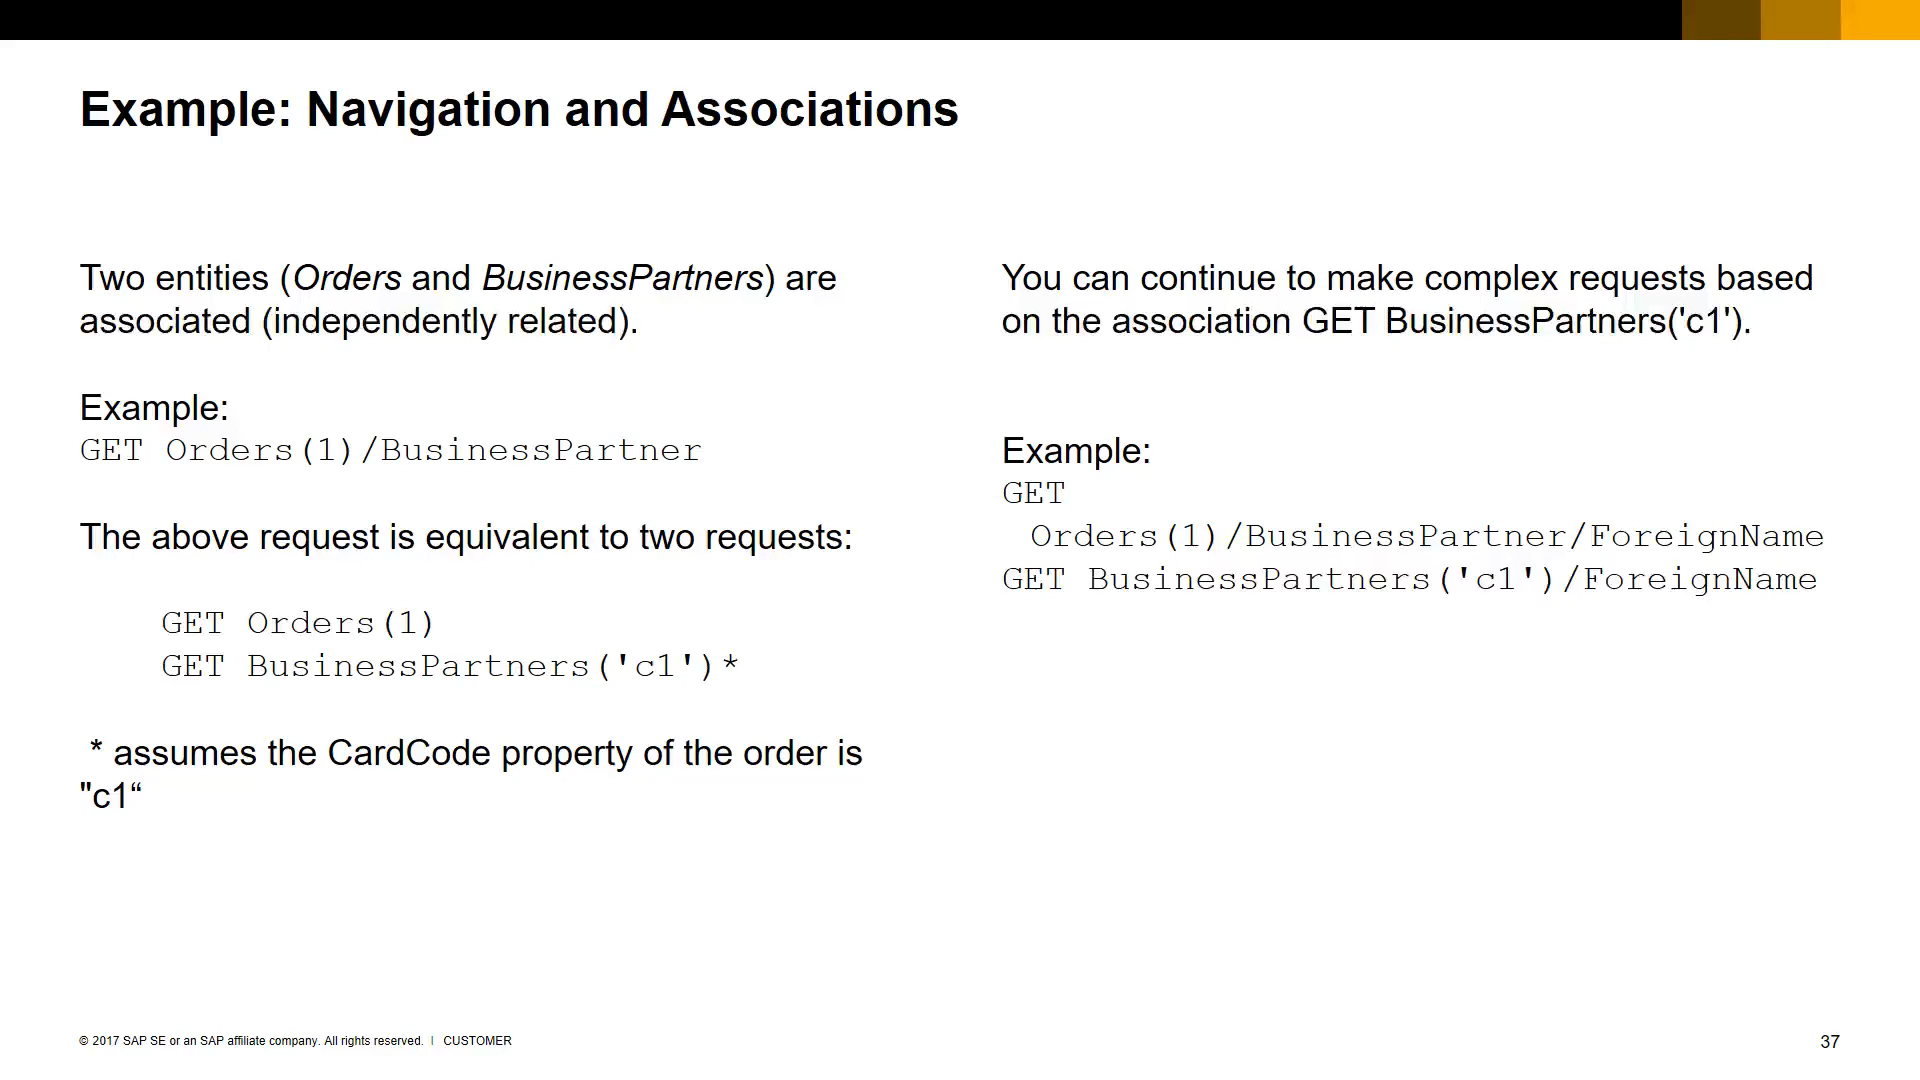 Example: Navigation and Associations
Two entities (Orders and BusinessPartners) are
associated (independently related).
Example:
GET Orders(1)/BusinessPartner
The above request is equivalent to two requests:
GET Orders(1)
GET BusinessPartners('c1')*
* assumes the CardCode property of the order is
"c1“
You can continue to make complex requests based
on the association GET BusinessPartners('c1').
Example:
GET
Orders(1)/BusinessPartner/ForeignName
GET BusinessPartners('c1')/ForeignName
© 2017 SAP SE or an SAP affiliate company. All rights reserved. | CUSTOMER
37